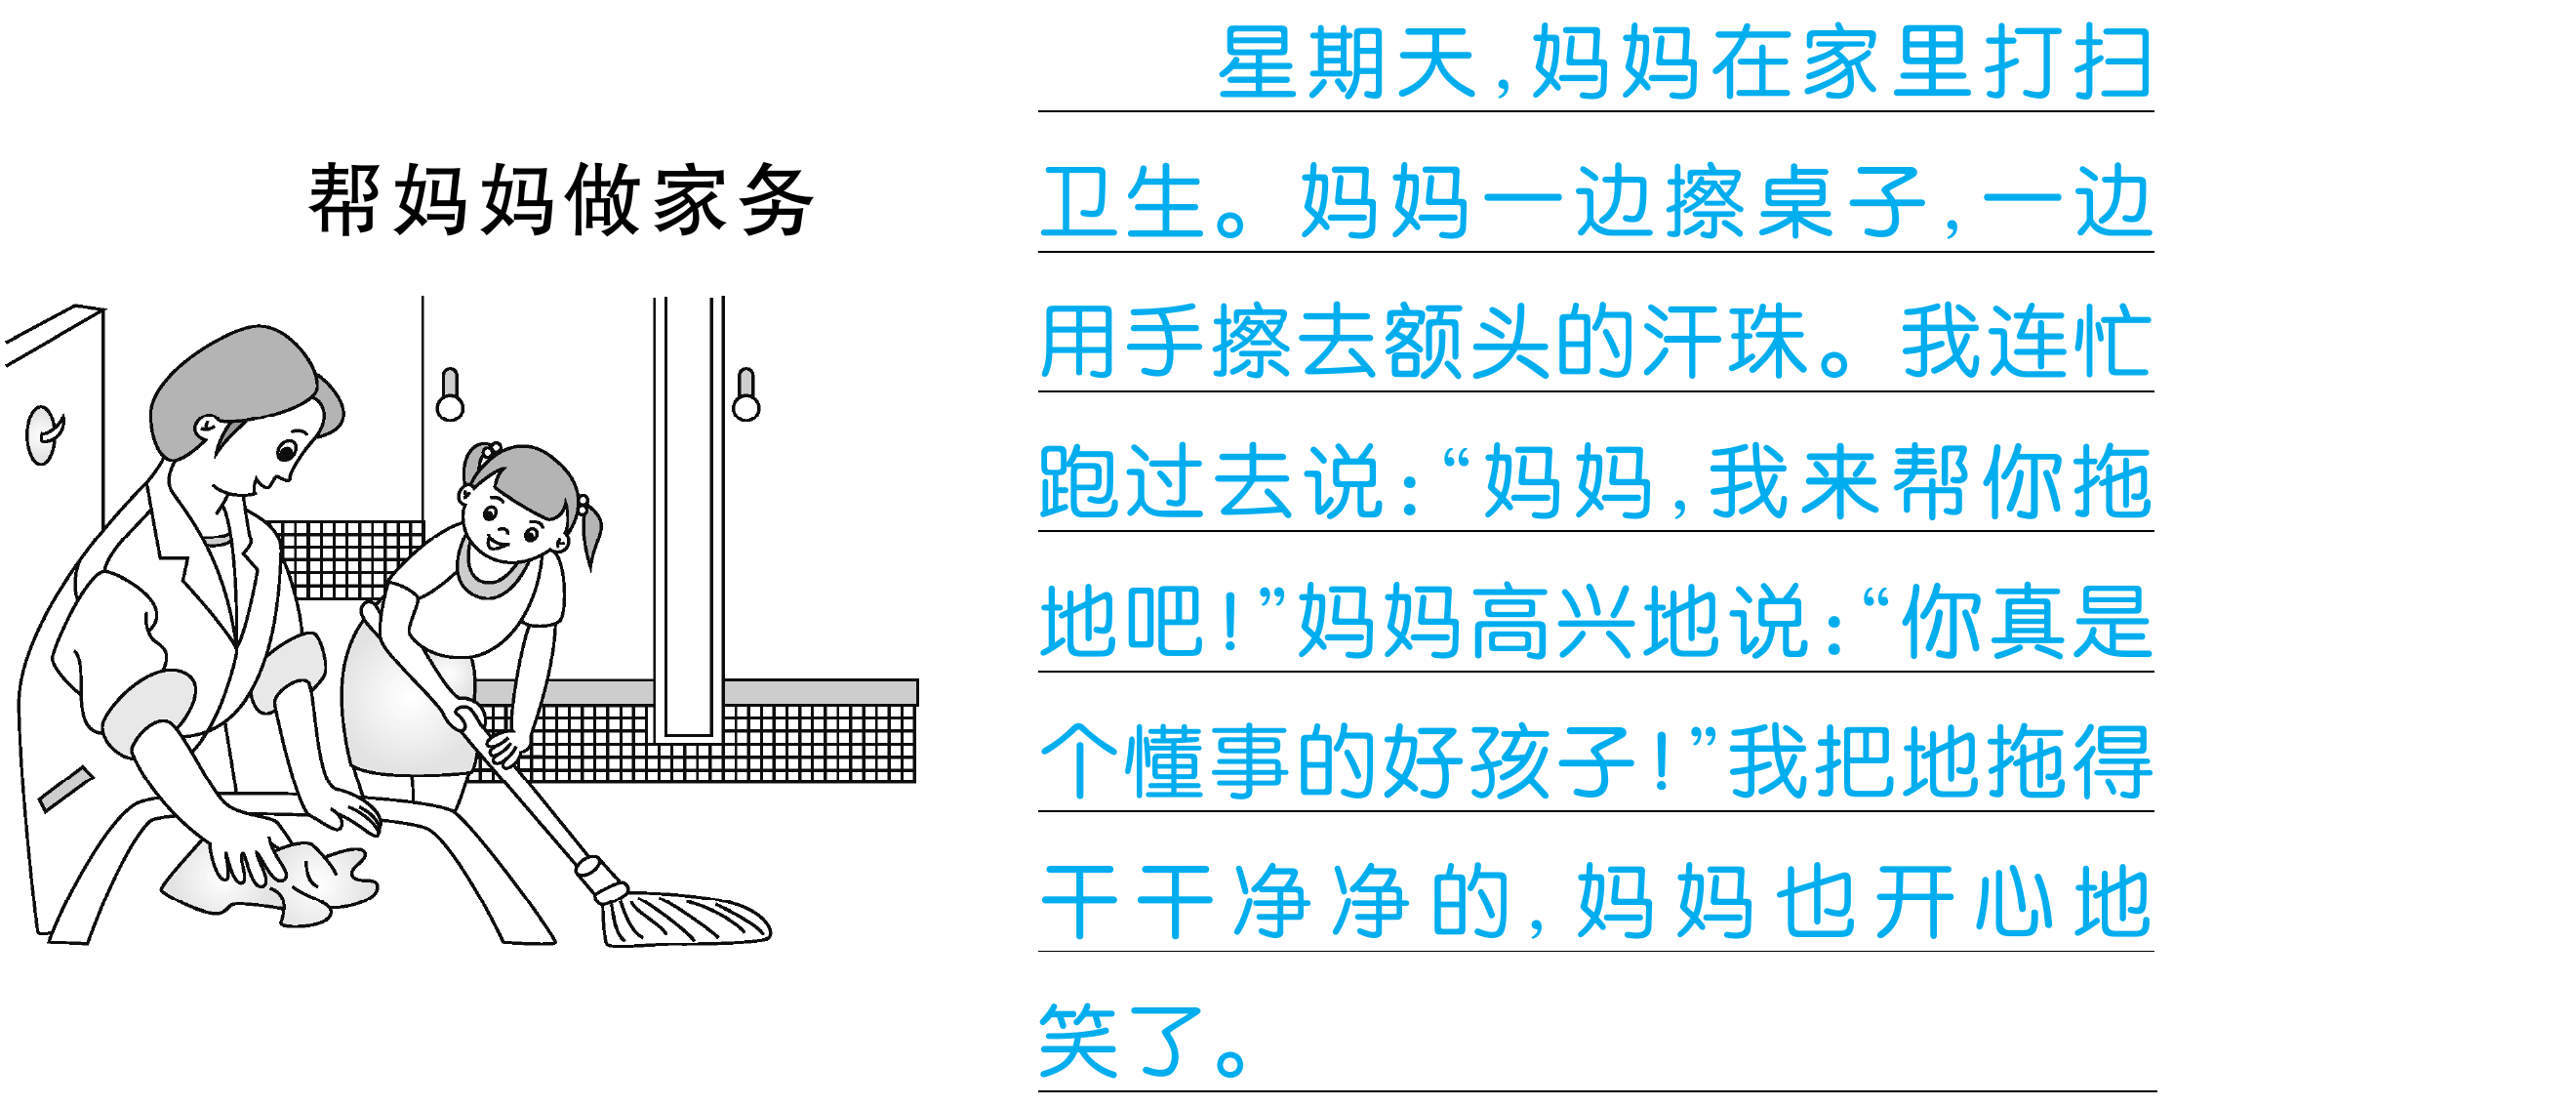 帮妈妈做家务
星期天,妈妈在家里打扫
卫生。妈妈一边擦桌子,一边
用手擦去额头的汗珠。我连忙
跑过去说:“妈妈,我来帮你拖
地吧!”妈妈高兴地说:“你真是
个懂事的好孩子!”我把地拖得
干干净净的,妈妈也开心地
笑了。